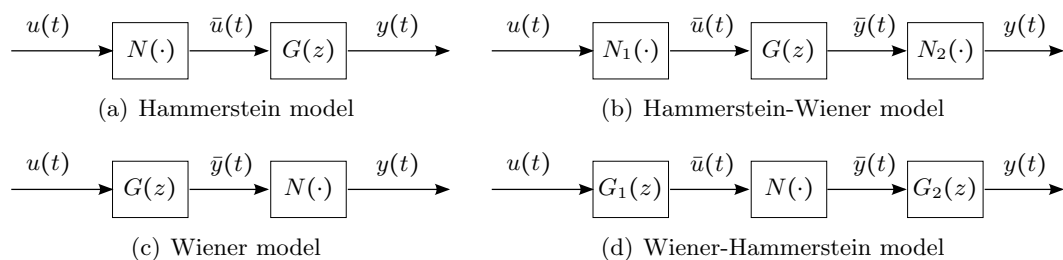 u(t) ū(t) y(t)
N(·) G(z)
(a) Hammerstein model
u(t) ū(t) ȳ(t) y(t)
N₁(·) G(z) N₂(·)
(b) Hammerstein-Wiener model
u(t) ȳ(t) y(t)
G(z) N(·)
(c) Wiener model
u(t) ū(t) ȳ(t) y(t)
G₁(z) N(·) G₂(z)
(d) Wiener-Hammerstein model